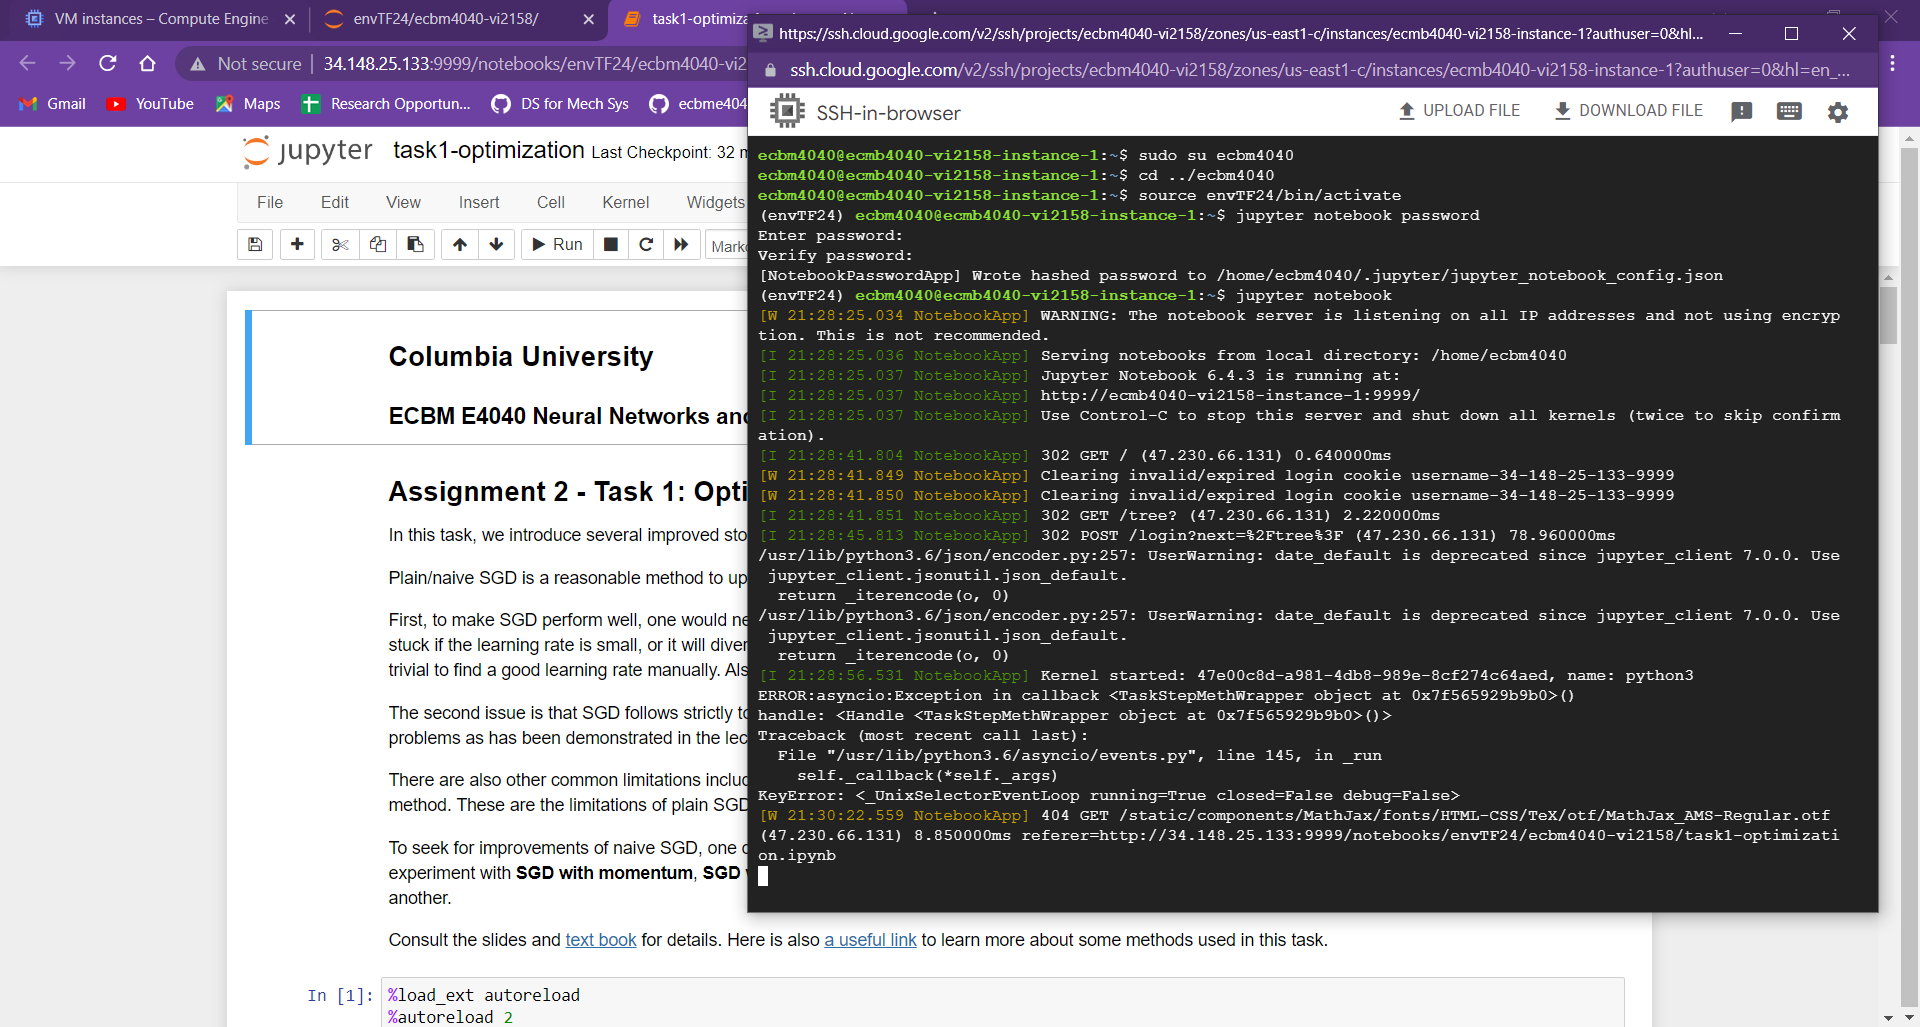 VM instances – Compute Engine
envTF24/ecbm4040-vi2158/
task1-optimiza
Not secure | 34.148.25.133:9999/notebooks/envTF24/ecbm4040-vi2
Gmail YouTube Maps Research Opportun... DS for Mech Sys ecbme404
jupyter task1-optimization Last Checkpoint: 32 m
File Edit View Insert Cell Kernel Widgets
Run Mark
Columbia University
ECBM E4040 Neural Networks and
Assignment 2 - Task 1: Opti
In this task, we introduce several improved sto
Plain/naive SGD is a reasonable method to up
First, to make SGD perform well, one would ne
stuck if the learning rate is small, or it will diver
trivial to find a good learning rate manually. Als
The second issue is that SGD follows strictly to
problems as has been demonstrated in the lec
There are also other common limitations includ
method. These are the limitations of plain SGD
To seek for improvements of naive SGD, one c
experiment with SGD with momentum, SGD
another.
Consult the slides and text book for details. Here is also a useful link to learn more about some methods used in this task.
In [1]: %load_ext autoreload
%autoreload 2
https://ssh.cloud.google.com/v2/ssh/projects/ecbm4040-vi2158/zones/us-east1-c/instances/ecmb4040-vi2158-instance-1?authuser=0&hl...
ssh.cloud.google.com/v2/ssh/projects/ecbm4040-vi2158/zones/us-east1-c/instances/ecmb4040-vi2158-instance-1?authuser=0&hl=en_...
SSH-in-browser UPLOAD FILE DOWNLOAD FILE
ecbm4040@ecmb4040-vi2158-instance-1:~$ sudo su ecbm4040
ecbm4040@ecmb4040-vi2158-instance-1:~$ cd ../ecbm4040
ecbm4040@ecmb4040-vi2158-instance-1:~$ source envTF24/bin/activate
(envTF24) ecbm4040@ecmb4040-vi2158-instance-1:~$ jupyter notebook password
Enter password:
Verify password:
[NotebookPasswordApp] Wrote hashed password to /home/ecbm4040/.jupyter/jupyter_notebook_config.json
(envTF24) ecbm4040@ecmb4040-vi2158-instance-1:~$ jupyter notebook
[W 21:28:25.034 NotebookApp] WARNING: The notebook server is listening on all IP addresses and not using encryp
tion. This is not recommended.
[I 21:28:25.036 NotebookApp] Serving notebooks from local directory: /home/ecbm4040
[I 21:28:25.037 NotebookApp] Jupyter Notebook 6.4.3 is running at:
[I 21:28:25.037 NotebookApp] http://ecmb4040-vi2158-instance-1:9999/
[I 21:28:25.037 NotebookApp] Use Control-C to stop this server and shut down all kernels (twice to skip confirm
ation).
[I 21:28:41.804 NotebookApp] 302 GET / (47.230.66.131) 0.640000ms
[W 21:28:41.849 NotebookApp] Clearing invalid/expired login cookie username-34-148-25-133-9999
[W 21:28:41.850 NotebookApp] Clearing invalid/expired login cookie username-34-148-25-133-9999
[I 21:28:41.851 NotebookApp] 302 GET /tree? (47.230.66.131) 2.220000ms
[I 21:28:45.813 NotebookApp] 302 POST /login?next=%2Ftree%3F (47.230.66.131) 78.960000ms
/usr/lib/python3.6/json/encoder.py:257: UserWarning: date_default is deprecated since jupyter_client 7.0.0. Use
jupyter_client.jsonutil.json_default.
return _iterencode(o, 0)
/usr/lib/python3.6/json/encoder.py:257: UserWarning: date_default is deprecated since jupyter_client 7.0.0. Use
jupyter_client.jsonutil.json_default.
return _iterencode(o, 0)
[I 21:28:56.531 NotebookApp] Kernel started: 47e00c8d-a981-4db8-989e-8cf274c64aed, name: python3
ERROR:asyncio:Exception in callback <TaskStepMethWrapper object at 0x7f565929b9b0>()
handle: <Handle <TaskStepMethWrapper object at 0x7f565929b9b0>()>
Traceback (most recent call last):
File "/usr/lib/python3.6/asyncio/events.py", line 145, in _run
self._callback(*self._args)
KeyError: <_UnixSelectorEventLoop running=True closed=False debug=False>
[W 21:30:22.559 NotebookApp] 404 GET /static/components/MathJax/fonts/HTML-CSS/TeX/otf/MathJax_AMS-Regular.otf
(47.230.66.131) 8.850000ms referer=http://34.148.25.133:9999/notebooks/envTF24/ecbm4040-vi2158/task1-optimizati
on.ipynb